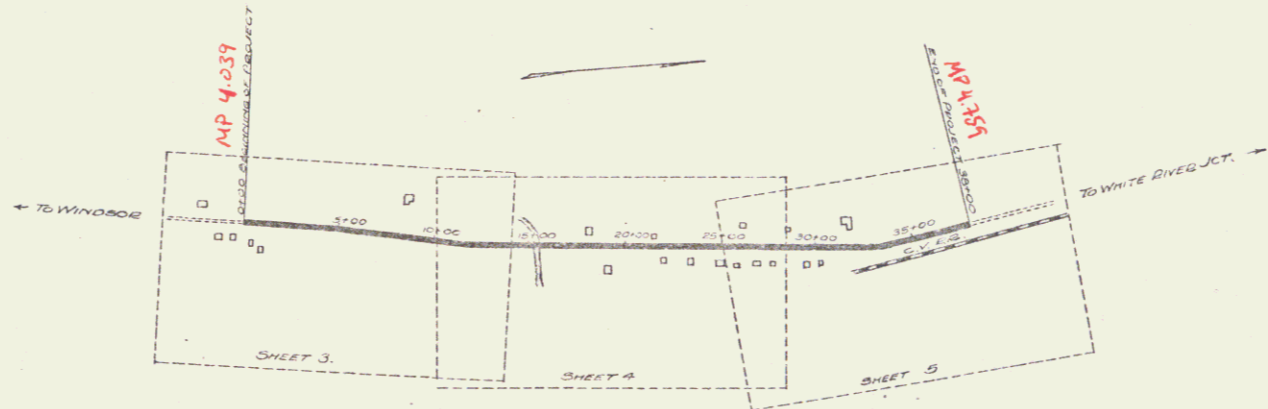 MP 4.039
0+00 BEGINNING OF PROJECT
MP 4.759
END OF PROJECT 38+00
← TO WINDSOR
TO WHITE RIVER JCT. →
5+00
10+00
15+00
20+00
25+00
30+00
35+00
C.V. R.R.
SHEET 3.
SHEET 4
SHEET 5